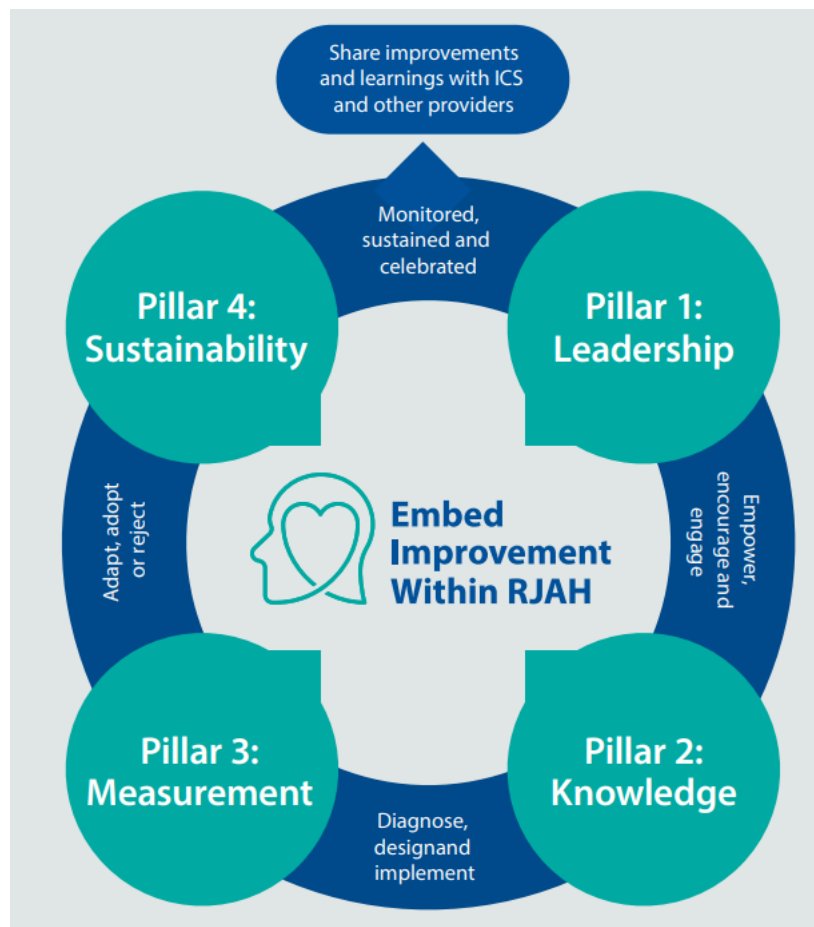 Share improvements
and learnings with ICS
and other providers
Monitored,
sustained and
celebrated
Pillar 4:
Sustainability
Pillar 1:
Leadership
Adapt, adopt
or reject
Embed
Improvement
Within RJAH
Empower,
encourage and
engage
Pillar 3:
Measurement
Pillar 2:
Knowledge
Diagnose,
designand
implement